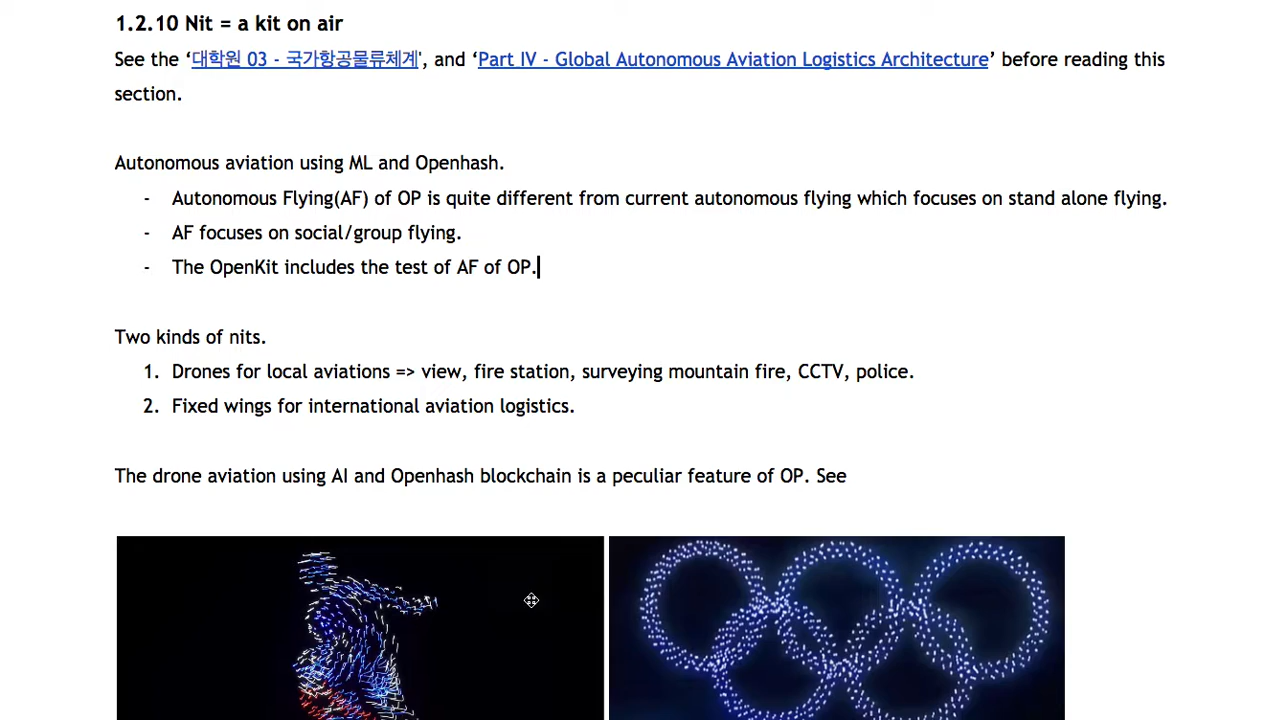 1.2.10 Nit = a kit on air
See the ‘대학원 03 - 국가항공물류체계', and ‘Part IV - Global Autonomous Aviation Logistics Architecture’ before reading this
section.
Autonomous aviation using ML and Openhash.
- Autonomous Flying(AF) of OP is quite different from current autonomous flying which focuses on stand alone flying.
- AF focuses on social/group flying.
- The OpenKit includes the test of AF of OP.
Two kinds of nits.
1. Drones for local aviations => view, fire station, surveying mountain fire, CCTV, police.
2. Fixed wings for international aviation logistics.
The drone aviation using AI and Openhash blockchain is a peculiar feature of OP. See